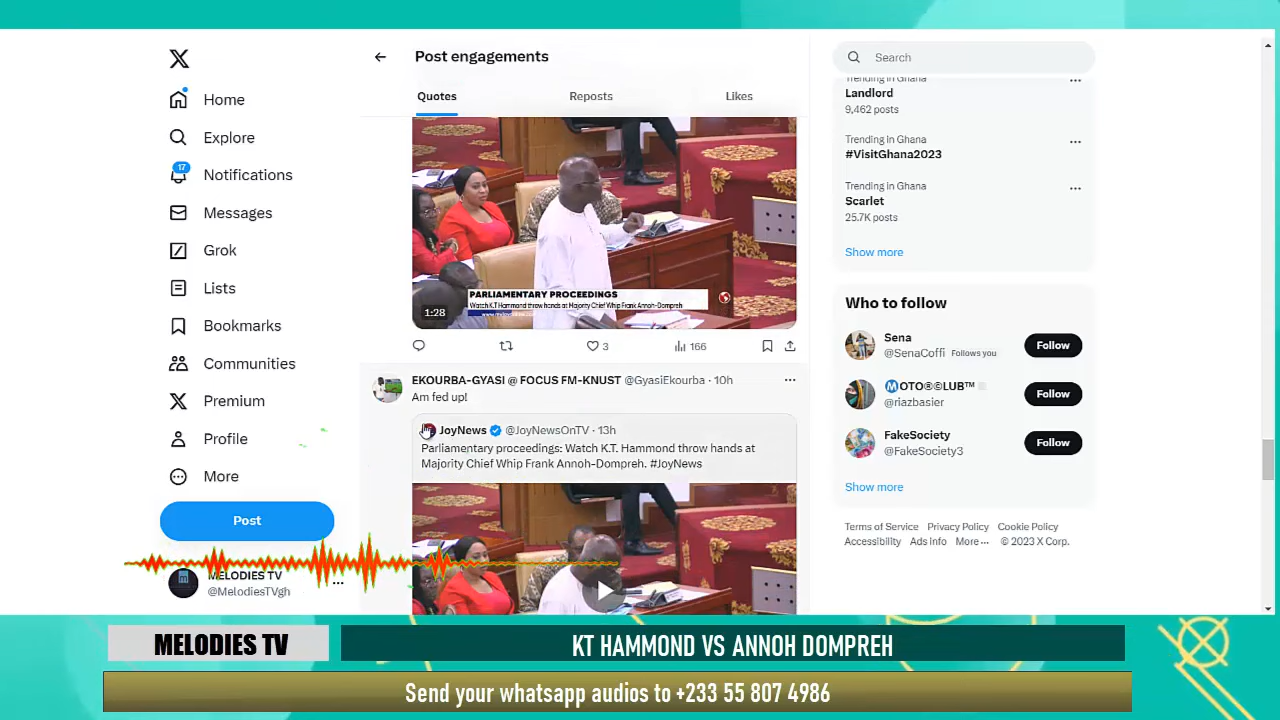 Home
Explore
17
Notifications
Messages
Grok
Lists
Bookmarks
Communities
Premium
Profile
More
Post
MELODIES TV
@MelodiesTVgh
Post engagements
Quotes Reposts Likes
PARLIAMENTARY PROCEEDINGS
Watch K.T Hammond throw hands at Majority Chief Whip Frank Annoh-Dompreh
1:28
3 166
EKOURBA-GYASI @ FOCUS FM-KNUST @GyasiEkourba · 10h
Am fed up!
JoyNews @JoyNewsOnTV · 13h
Parliamentary proceedings: Watch K.T. Hammond throw hands at
Majority Chief Whip Frank Annoh-Dompreh. #JoyNews
Search
Trending in Ghana
Landlord
9,462 posts
Trending in Ghana
#VisitGhana2023
Trending in Ghana
Scarlet
25.7K posts
Show more
Who to follow
Sena
@SenaCoffi Follows you
Follow
ⓂOTO®©LUB™
@riazbasier
Follow
FakeSociety
@FakeSociety3
Follow
Show more
Terms of Service Privacy Policy Cookie Policy
Accessibility Ads info More ··· © 2023 X Corp.
MELODIES TV
KT HAMMOND VS ANNOH DOMPREH
Send your whatsapp audios to +233 55 807 4986